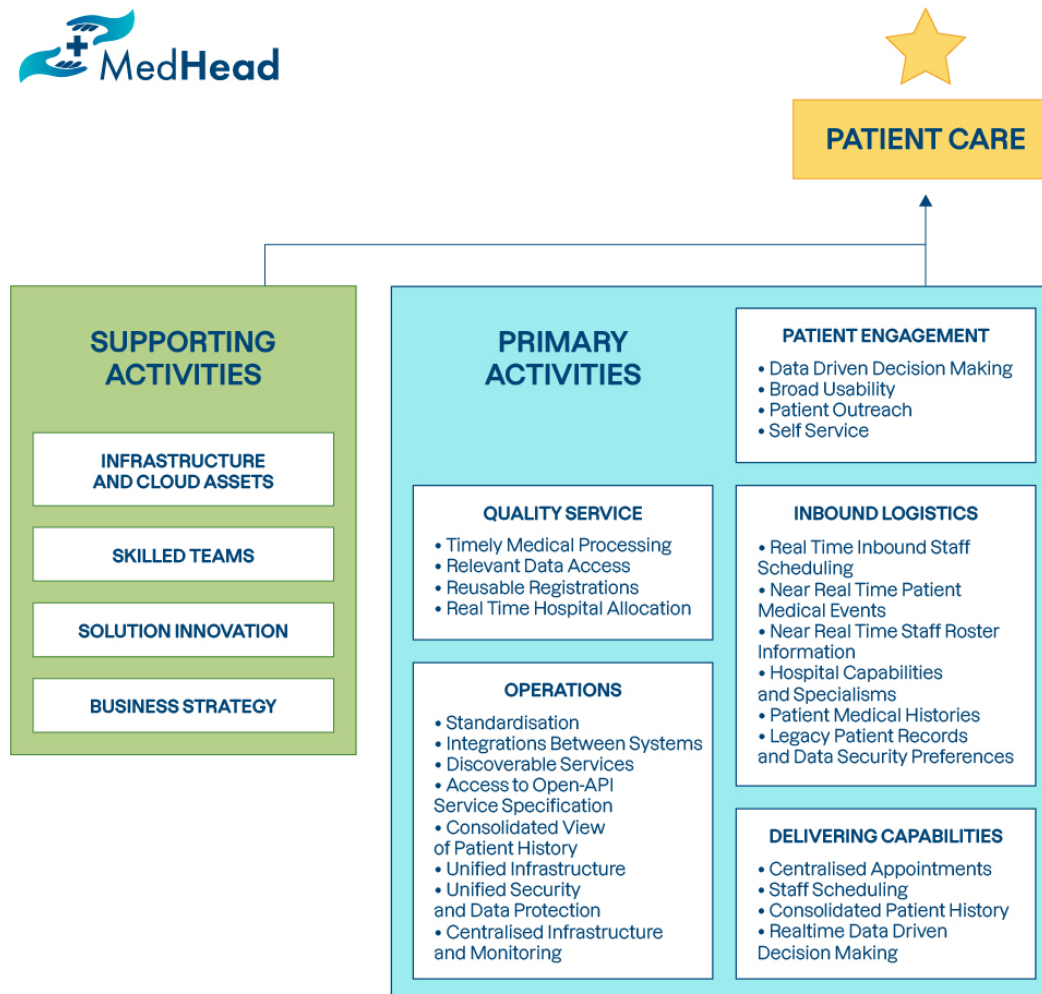 MedHead
PATIENT CARE
SUPPORTING
ACTIVITIES
INFRASTRUCTURE
AND CLOUD ASSETS
SKILLED TEAMS
SOLUTION INNOVATION
BUSINESS STRATEGY
PRIMARY
ACTIVITIES
PATIENT ENGAGEMENT
• Data Driven Decision Making
• Broad Usability
• Patient Outreach
• Self Service
QUALITY SERVICE
• Timely Medical Processing
• Relevant Data Access
• Reusable Registrations
• Real Time Hospital Allocation
INBOUND LOGISTICS
• Real Time Inbound Staff
Scheduling
• Near Real Time Patient
Medical Events
• Near Real Time Staff Roster
Information
• Hospital Capabilities
and Specialisms
• Patient Medical Histories
• Legacy Patient Records
and Data Security Preferences
OPERATIONS
• Standardisation
• Integrations Between Systems
• Discoverable Services
• Access to Open-API
Service Specification
• Consolidated View
of Patient History
• Unified Infrastructure
• Unified Security
and Data Protection
• Centralised Infrastructure
and Monitoring
DELIVERING CAPABILITIES
• Centralised Appointments
• Staff Scheduling
• Consolidated Patient History
• Realtime Data Driven
Decision Making